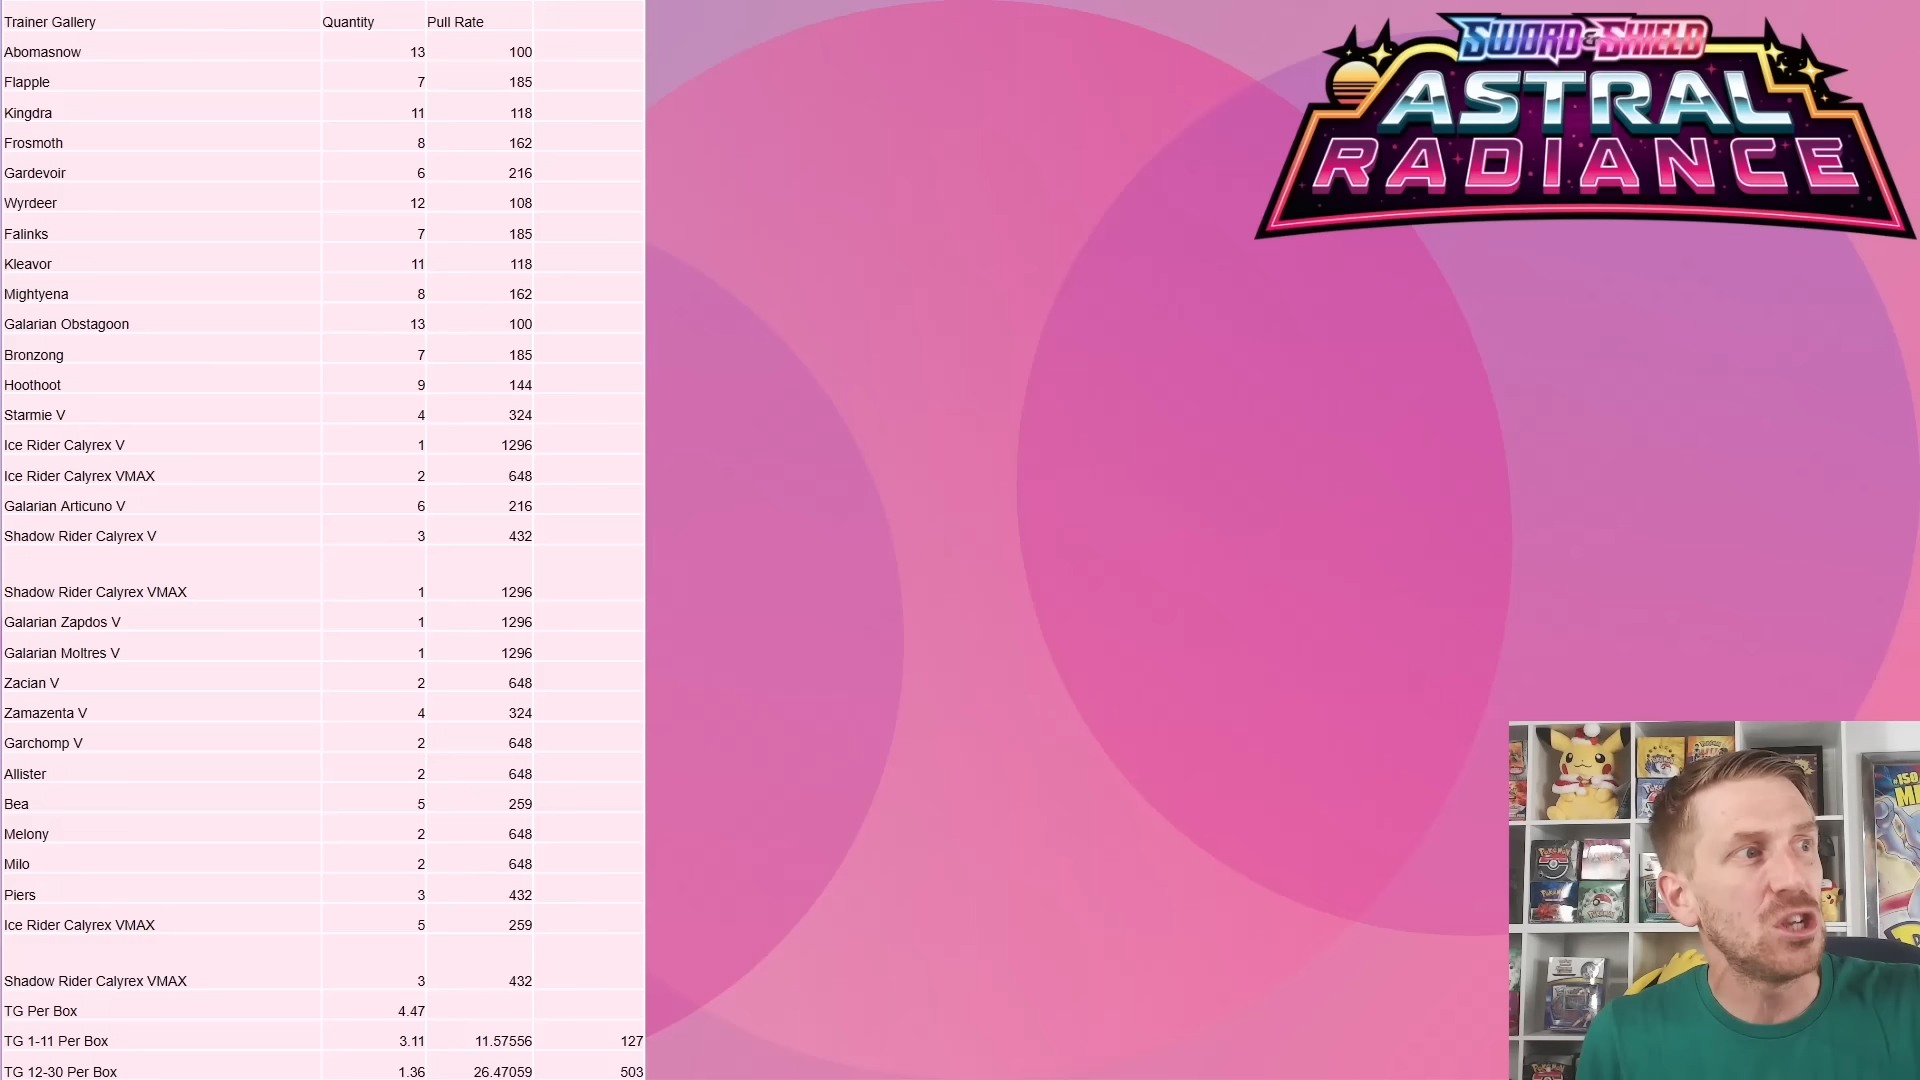 Trainer Gallery Quantity Pull Rate
Abomasnow 13 100
Flapple 7 185
Kingdra 11 118
Frosmoth 8 162
Gardevoir 6 216
Wyrdeer 12 108
Falinks 7 185
Kleavor 11 118
Mightyena 8 162
Galarian Obstagoon 13 100
Bronzong 7 185
Hoothoot 9 144
Starmie V 4 324
Ice Rider Calyrex V 1 1296
Ice Rider Calyrex VMAX 2 648
Galarian Articuno V 6 216
Shadow Rider Calyrex V 3 432
Shadow Rider Calyrex VMAX 1 1296
Galarian Zapdos V 1 1296
Galarian Moltres V 1 1296
Zacian V 2 648
Zamazenta V 4 324
Garchomp V 2 648
Allister 2 648
Bea 5 259
Melony 2 648
Milo 2 648
Piers 3 432
Ice Rider Calyrex VMAX 5 259
Shadow Rider Calyrex VMAX 3 432
TG Per Box 4.47
TG 1-11 Per Box 3.11 11.57556 127
TG 12-30 Per Box 1.36 26.47059 503
SWORD & SHIELD
ASTRAL
RADIANCE